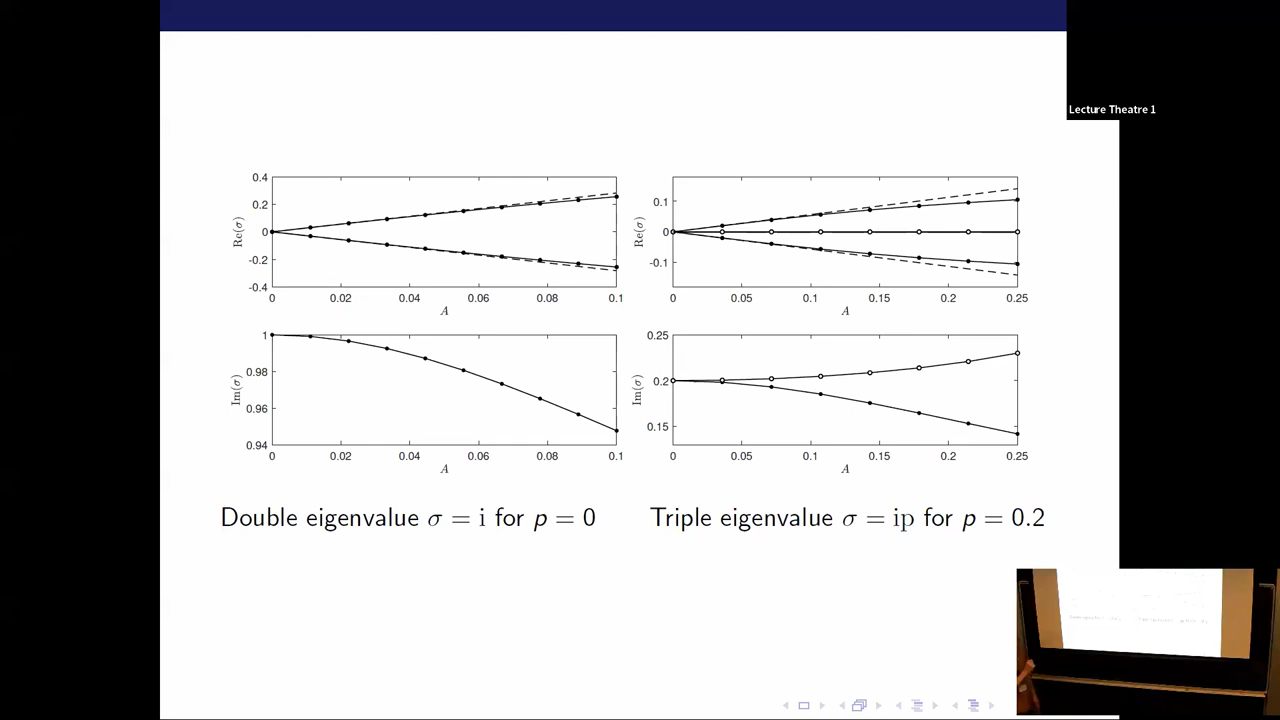 Lecture Theatre 1
0.4
0.2
0
-0.2
-0.4
Re(σ)
0 0.02 0.04 0.06 0.08 0.1
A
0.1
0
-0.1
Re(σ)
0 0.05 0.1 0.15 0.2 0.25
A
1
0.98
0.96
0.94
Im(σ)
0 0.02 0.04 0.06 0.08 0.1
A
0.25
0.2
0.15
Im(σ)
0 0.05 0.1 0.15 0.2 0.25
A
Double eigenvalue σ = i for p = 0
Triple eigenvalue σ = ip for p = 0.2